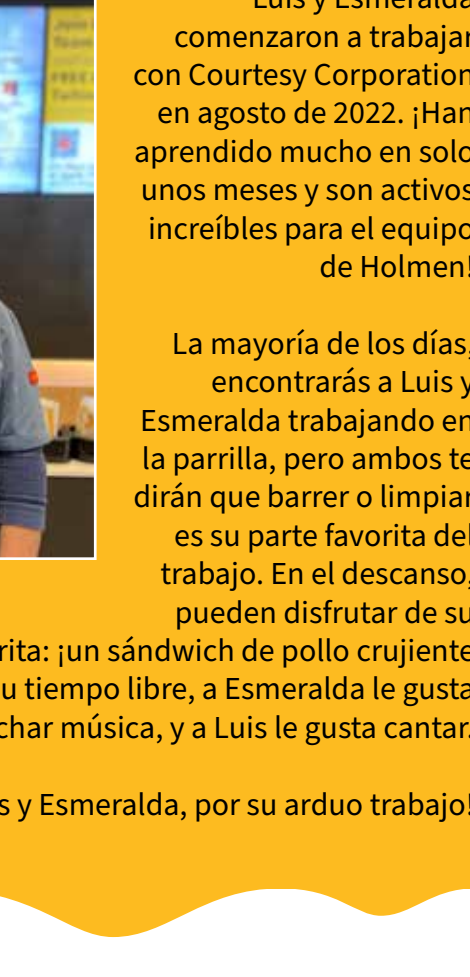 Luis y Esmeralda
comenzaron a trabajar
con Courtesy Corporation
en agosto de 2022. ¡Han
aprendido mucho en solo
unos meses y son activos
increíbles para el equipo
de Holmen!
La mayoría de los días,
encontrarás a Luis y
Esmeralda trabajando en
la parrilla, pero ambos te
dirán que barrer o limpiar
es su parte favorita del
trabajo. En el descanso,
pueden disfrutar de su
rita: ¡un sándwich de pollo crujiente
u tiempo libre, a Esmeralda le gusta
char música, y a Luis le gusta cantar.
s y Esmeralda, por su arduo trabajo!